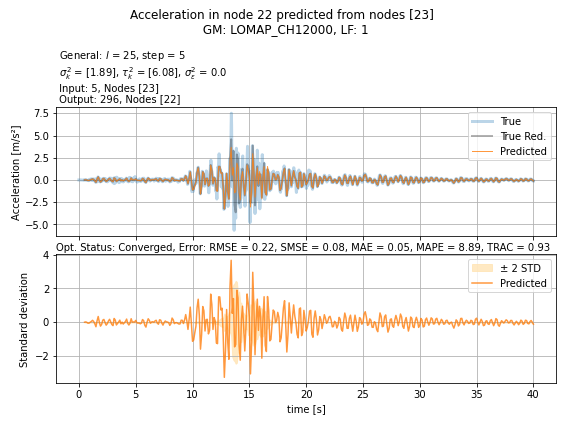 Acceleration in node 22 predicted from nodes [23]
GM: LOMAP_CH12000, LF: 1
General: l = 25, step = 5
σ²ₖ = [1.89], τ²ₖ = [6.08], σ²ε = 0.0
Input: 5, Nodes [23]
Output: 296, Nodes [22]
Acceleration [m/s²]
7.5
5.0
2.5
0.0
−2.5
−5.0
True
True Red.
Predicted
Opt. Status: Converged, Error: RMSE = 0.22, SMSE = 0.08, MAE = 0.05, MAPE = 8.89, TRAC = 0.93
Standard deviation
4
2
0
−2
± 2 STD
Predicted
0 5 10 15 20 25 30 35 40
time [s]